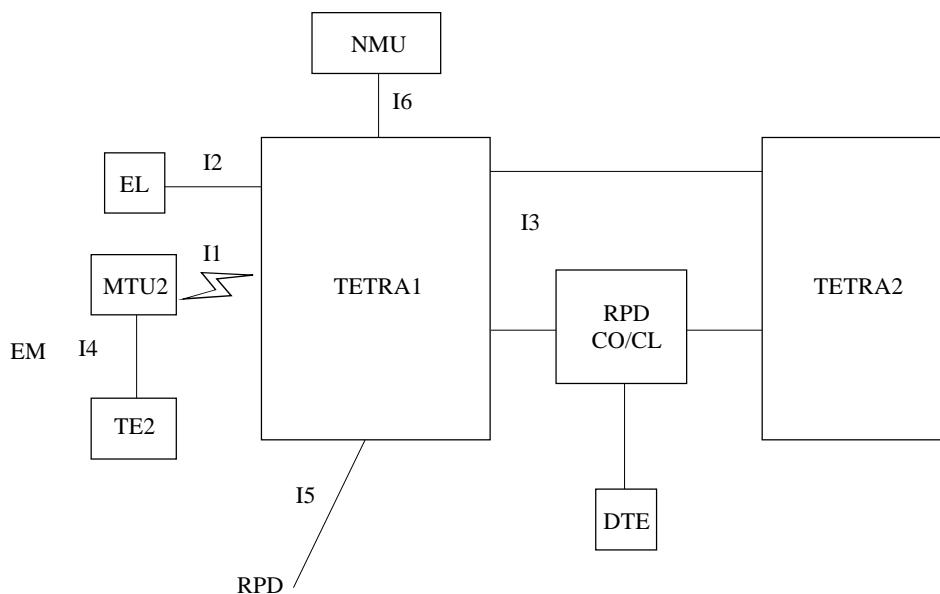 NMU
I6
I2
EL
I1
I3
MTU2
TETRA1
TETRA2
RPD
CO/CL
EM
I4
TE2
I5
DTE
RPD